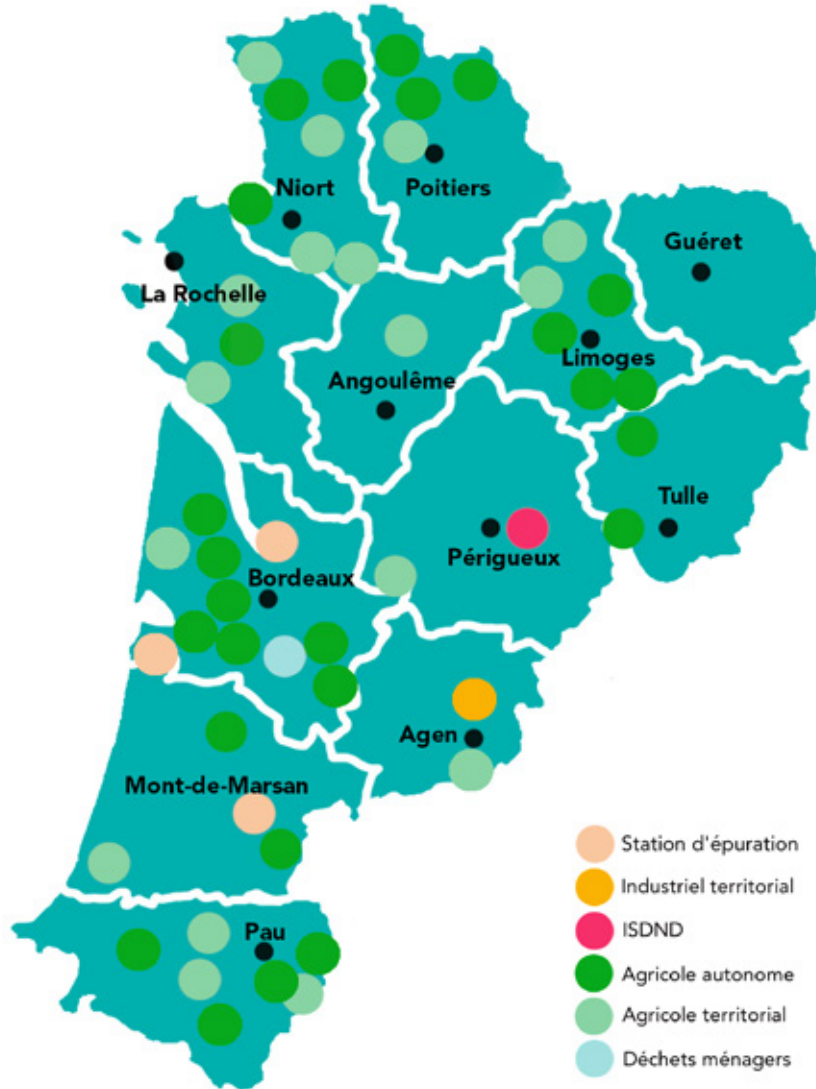 Niort
Poitiers
Guéret
La Rochelle
Limoges
Angoulême
Tulle
Périgueux
Bordeaux
Agen
Mont-de-Marsan
Pau
Station d'épuration
Industriel territorial
ISDND
Agricole autonome
Agricole territorial
Déchets ménagers